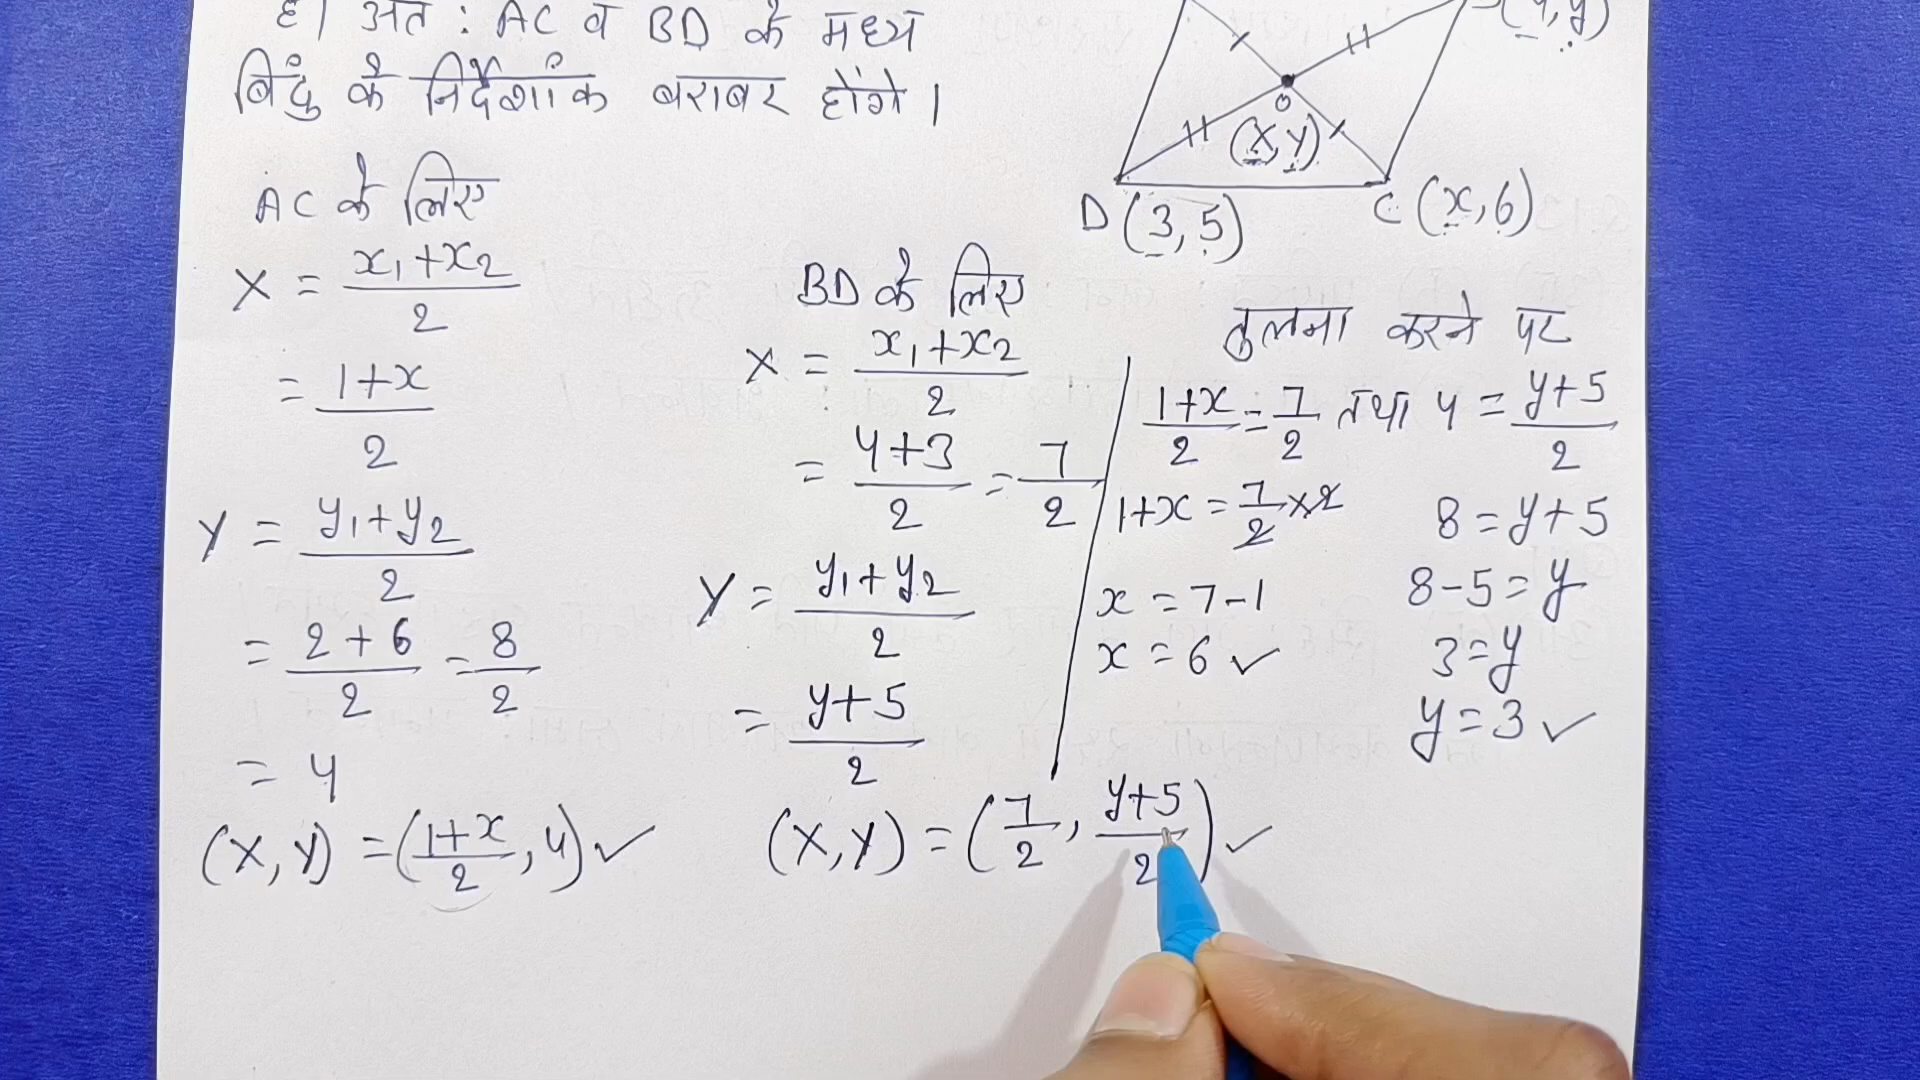 है। अत : AC व BD के मध्य
बिंदु के निर्देशांक बराबर होंगे।
(4, y)
O
(X, Y)
D (3, 5)
C (x, 6)
AC के लिए
X = x₁+x₂/2
= 1+x/2
Y = y₁+y₂/2
= 2+6/2 = 8/2
= 4
(X, Y) = (1+x/2, 4) ✓
BD के लिए
X = x₁+x₂/2
= 4+3/2 = 7/2
Y = y₁+y₂/2
= y+5/2
(X, Y) = (7/2, y+5/2) ✓
तुलना करने पर
1+x/2 = 7/2 तथा 4 = y+5/2
1+x = 7/2 × 2
x = 7-1
x = 6 ✓
8 = y+5
8-5 = y
3 = y
y = 3 ✓